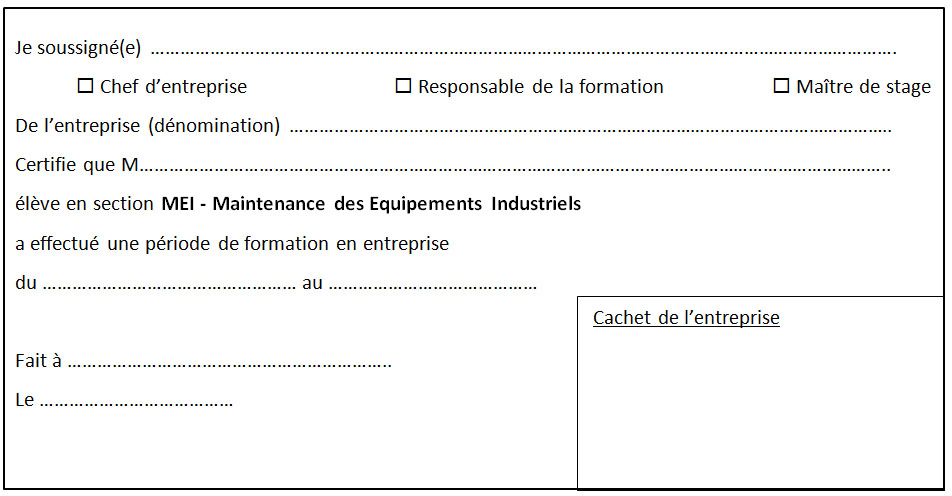 Je soussigné(e) ……………………………………………………………………………………………………………….
☐ Chef d’entreprise ☐ Responsable de la formation ☐ Maître de stage
De l’entreprise (dénomination) …………………………………………………………………………………………..
Certifie que M………………………………………………………………………………………………………………..
élève en section MEI - Maintenance des Equipements Industriels
a effectué une période de formation en entreprise
du …………………………………………… au ……………………………………
Cachet de l’entreprise
Fait à ………………………………………………………..
Le …………………………………